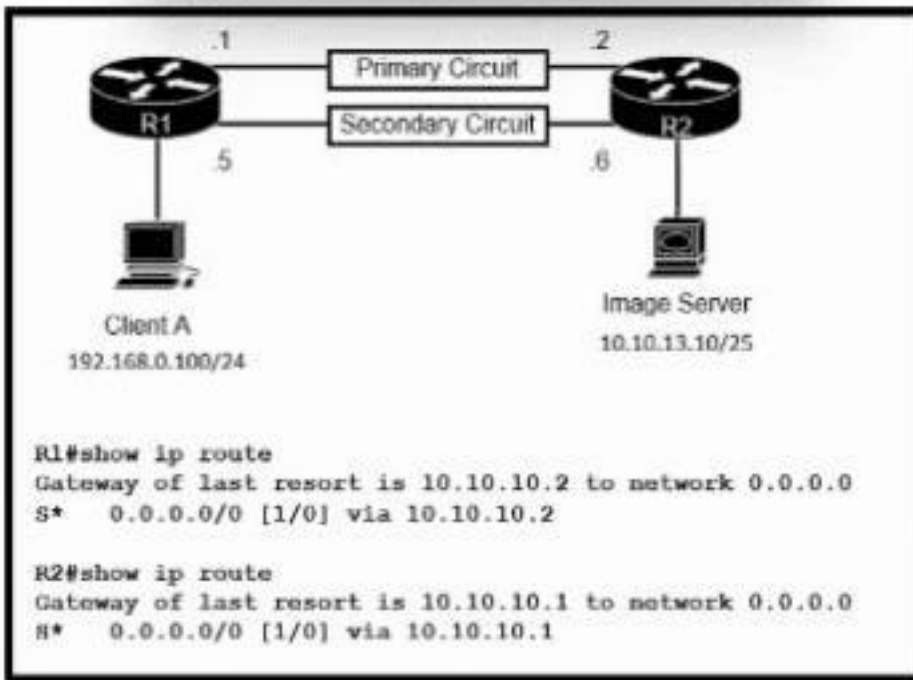 .1
.2
Primary Circuit
R1
R2
Secondary Circuit
.5
.6
Client A
192.168.0.100/24
Image Server
10.10.13.10/25
R1#show ip route
Gateway of last resort is 10.10.10.2 to network 0.0.0.0
S* 0.0.0.0/0 [1/0] via 10.10.10.2
R2#show ip route
Gateway of last resort is 10.10.10.1 to network 0.0.0.0
S* 0.0.0.0/0 [1/0] via 10.10.10.1